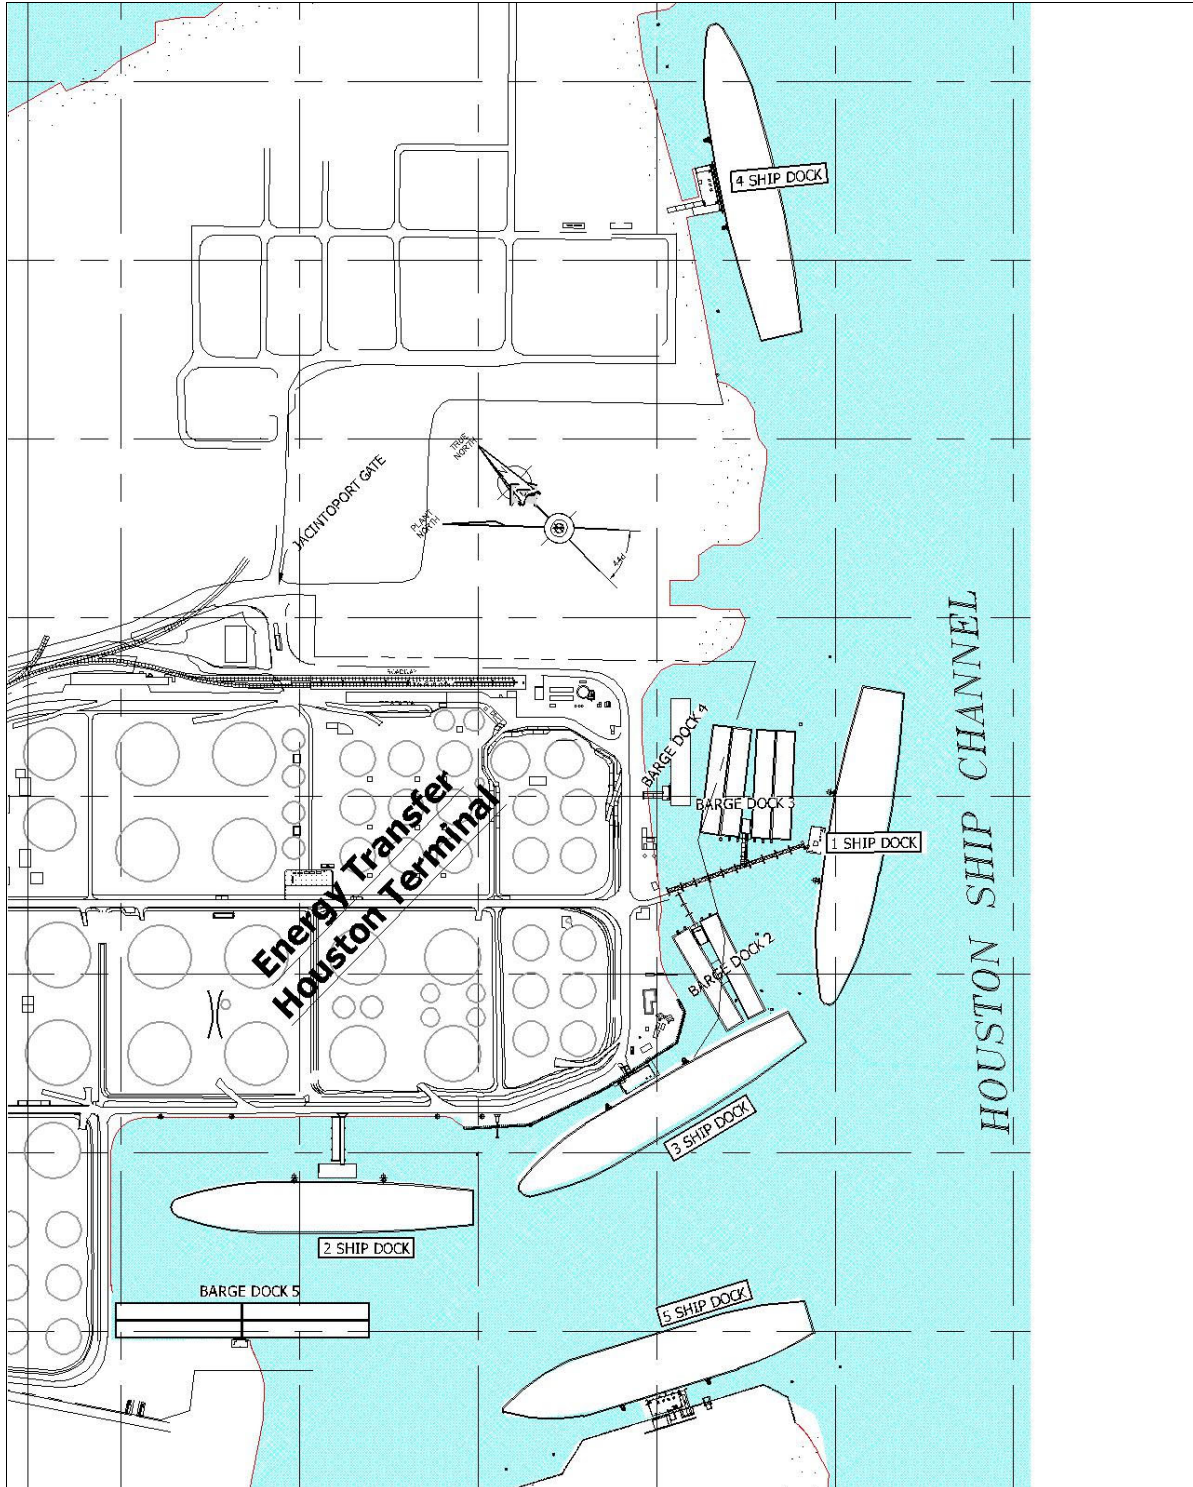 4 SHIP DOCK
TRUE
NORTH
JACINTOPORT GATE
PLANT
NORTH
44d
HOUSTON SHIP CHANNEL
BARGE DOCK 4
BARGE DOCK 3
1 SHIP DOCK
Energy Transfer
Houston Terminal
BARGE DOCK 2
3 SHIP DOCK
2 SHIP DOCK
BARGE DOCK 5
5 SHIP DOCK